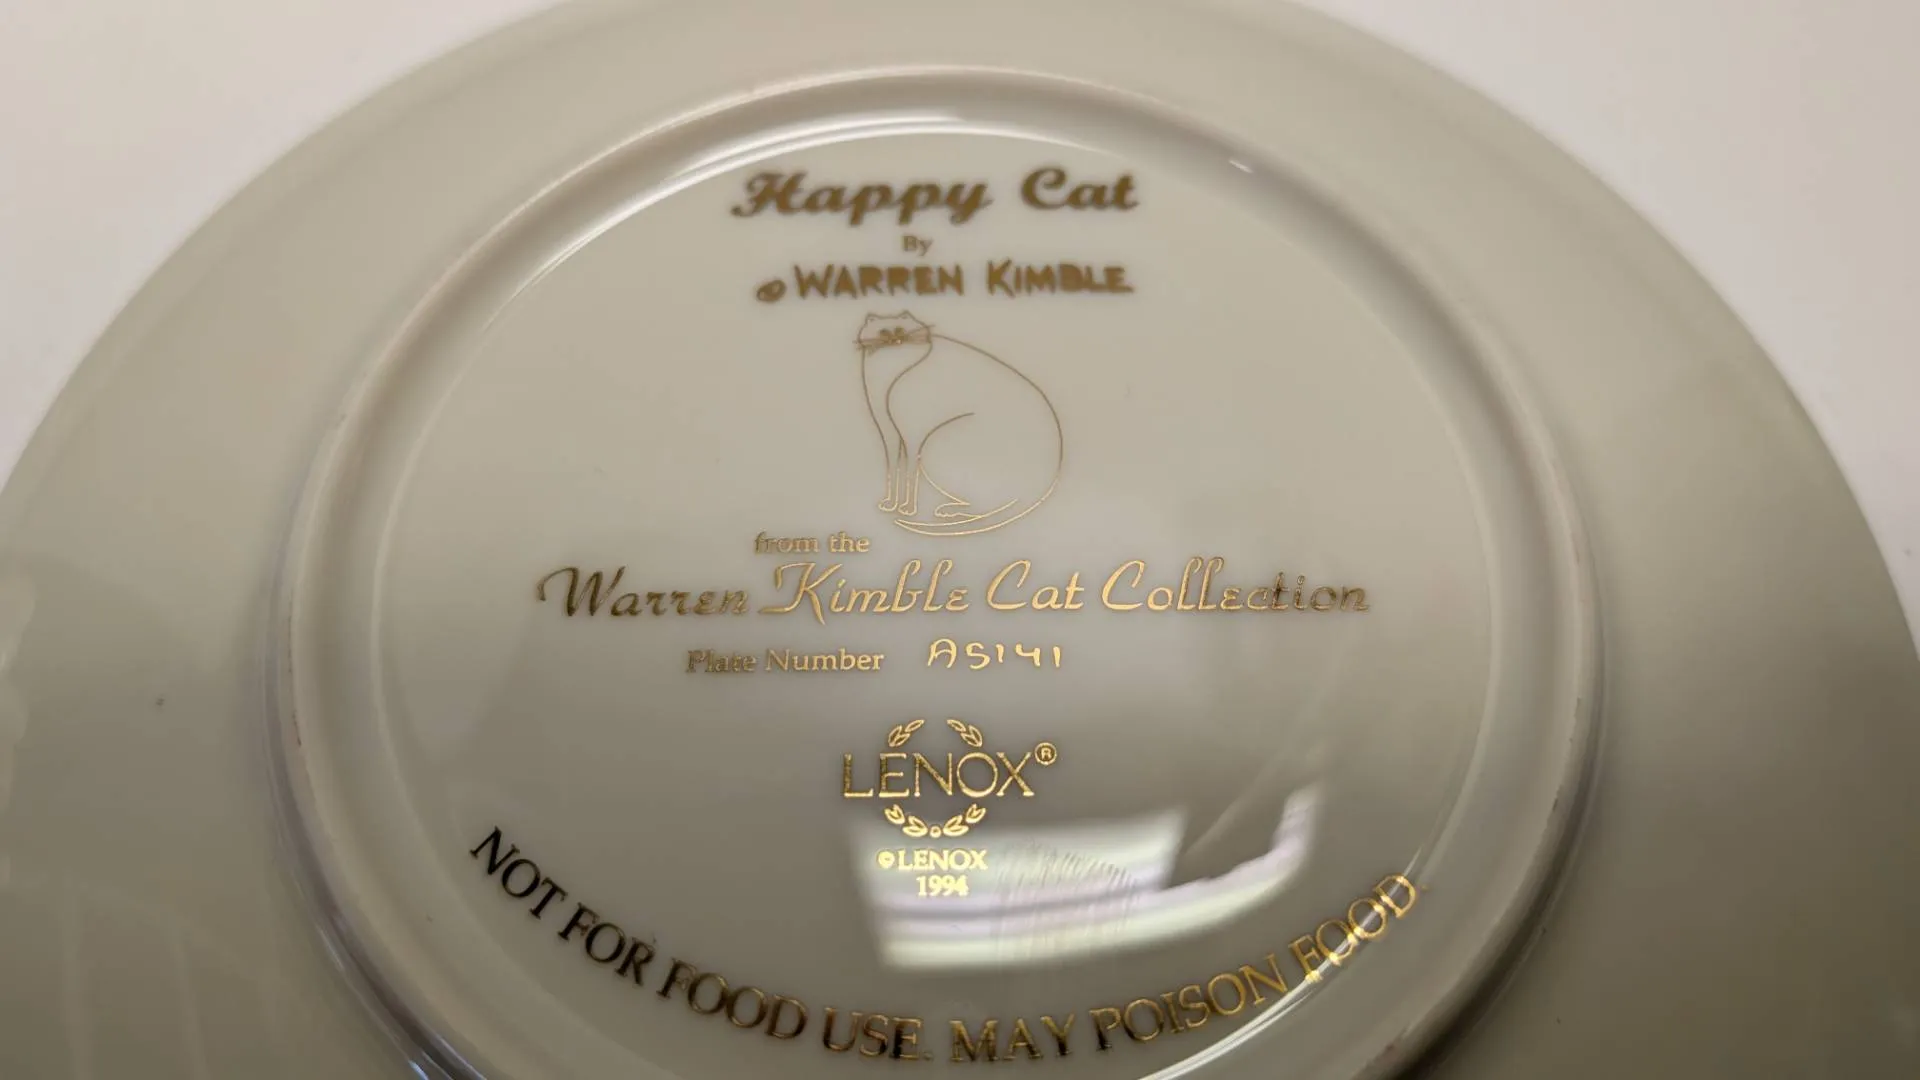 Happy Cat
By
© WARREN KIMBLE
from the
Warren Kimble Cat Collection
Plate Number A5141
LENOX®
© LENOX
1994
NOT FOR FOOD USE. MAY POISON FOOD.